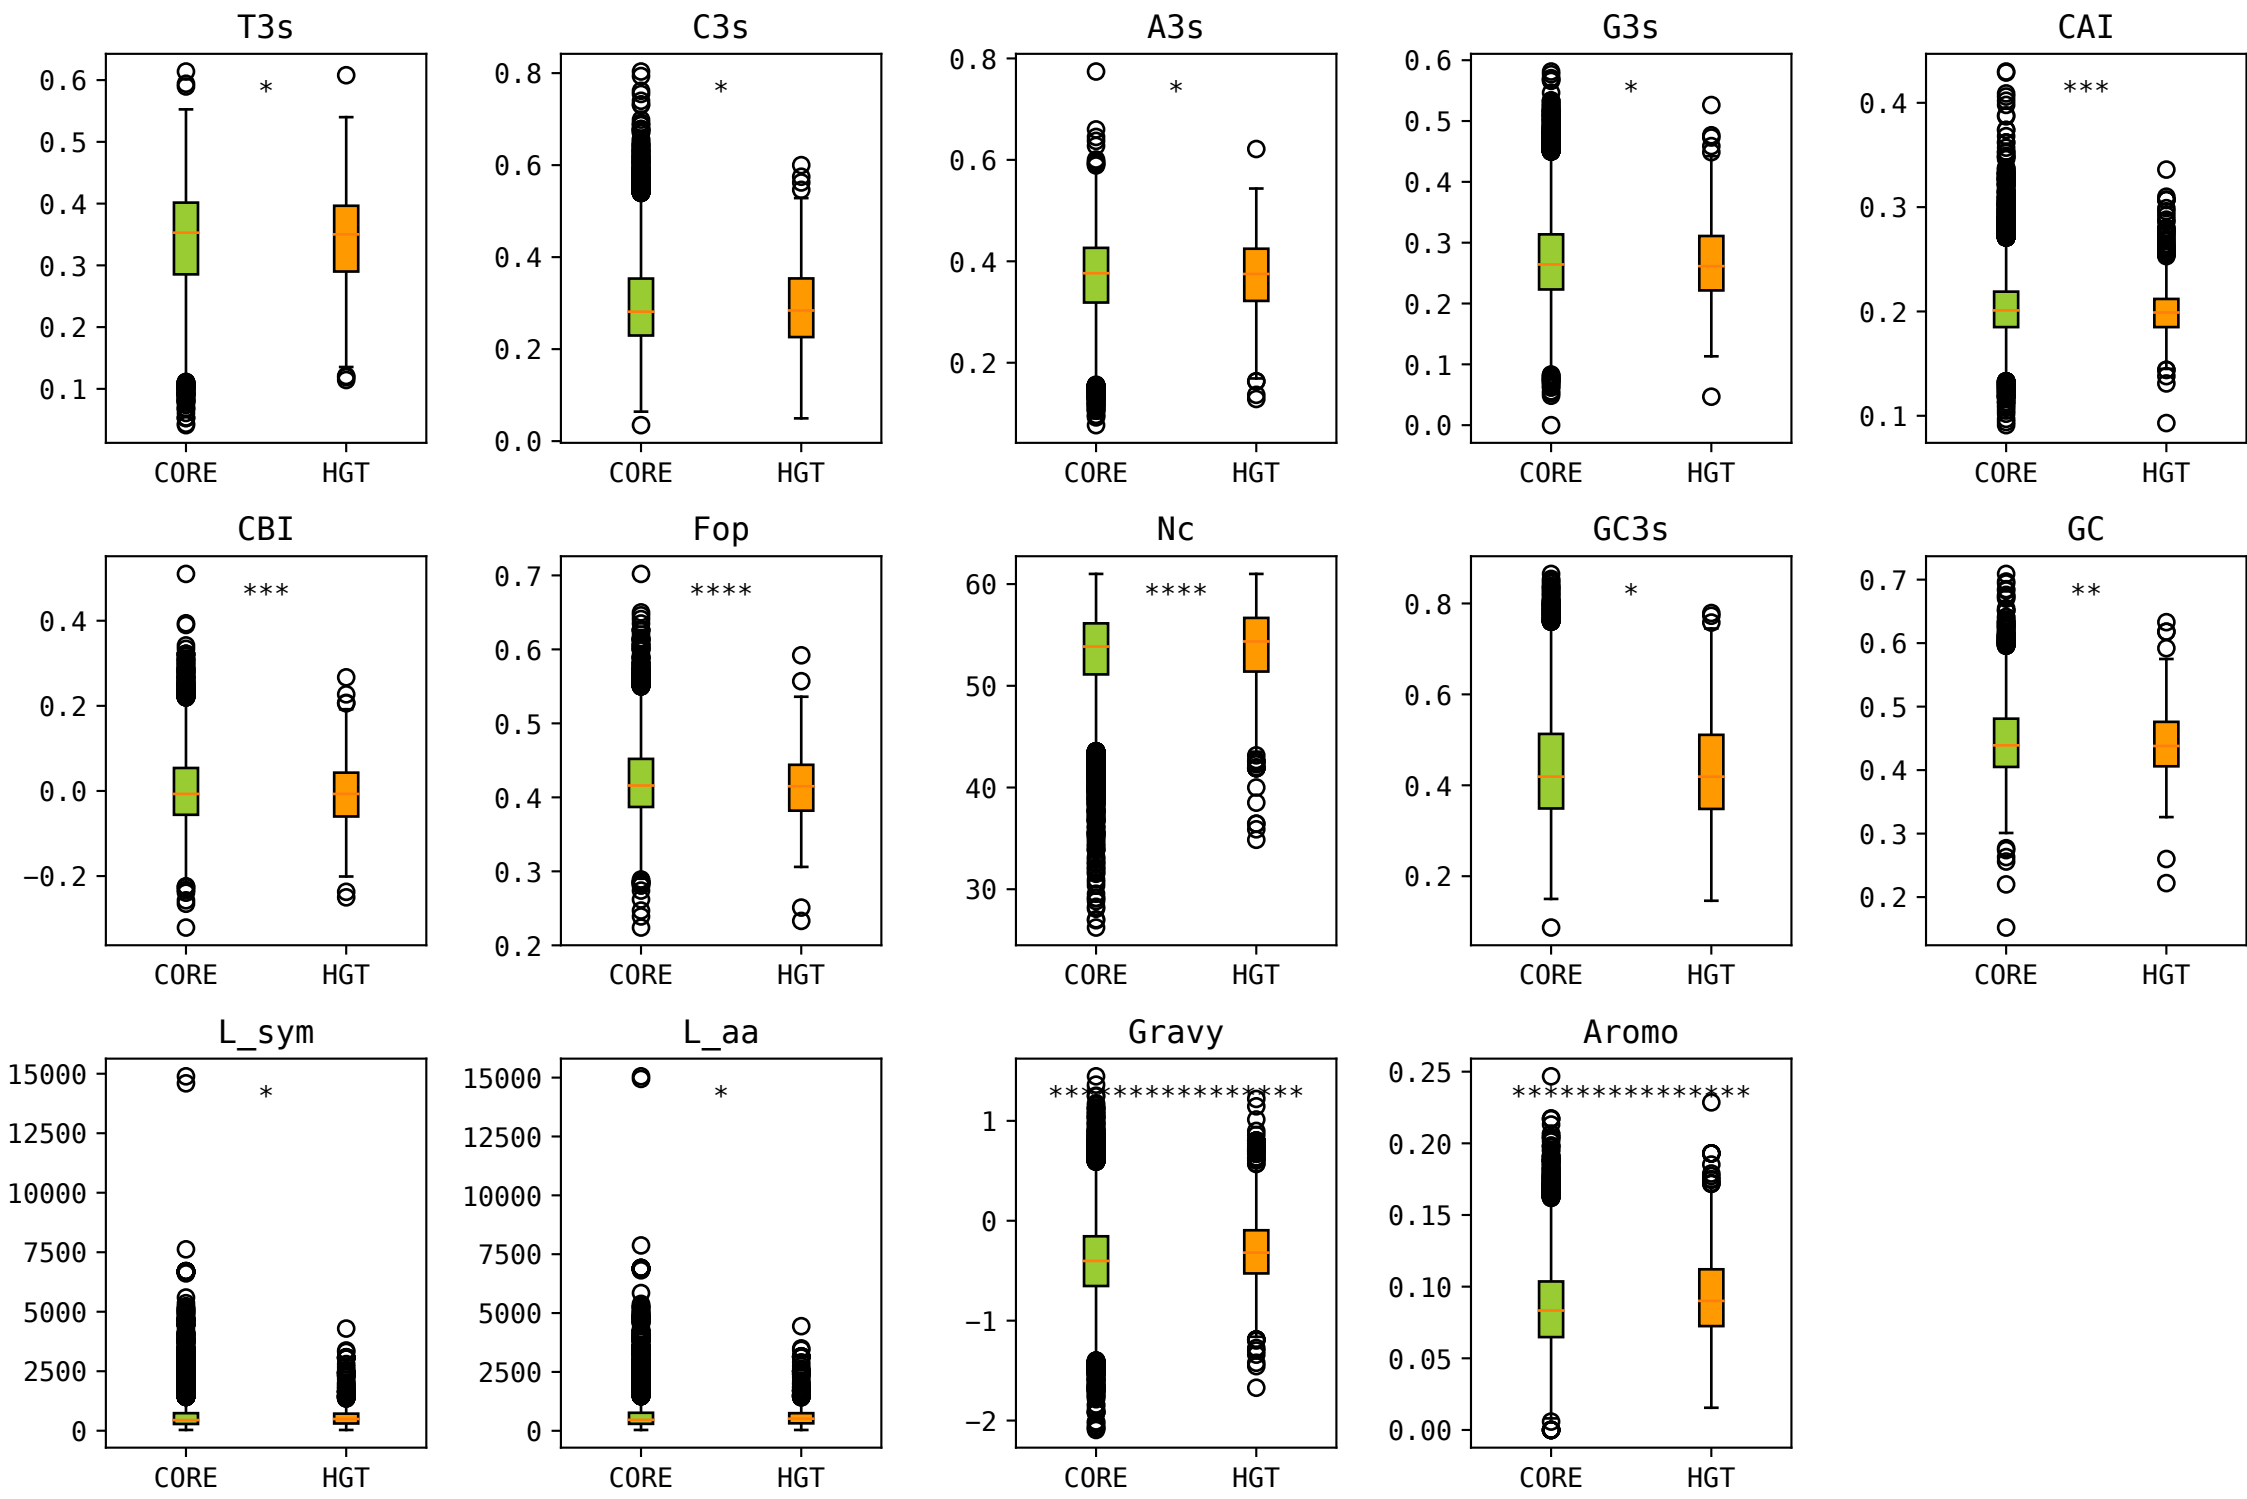 T3s
C3s
A3s
G3s
CAI
0.6
0.5
0.4
0.3
0.2
0.1
*
CORE
HGT
0.8
0.6
0.4
0.2
0.0
*
CORE
HGT
0.8
0.6
0.4
0.2
*
CORE
HGT
0.6
0.5
0.4
0.3
0.2
0.1
0.0
*
CORE
HGT
0.4
0.3
0.2
0.1
***
CORE
HGT
CBI
Fop
Nc
GC3s
GC
0.4
0.2
0.0
−0.2
***
CORE
HGT
0.7
0.6
0.5
0.4
0.3
0.2
****
CORE
HGT
60
50
40
30
****
CORE
HGT
0.8
0.6
0.4
0.2
*
CORE
HGT
0.7
0.6
0.5
0.4
0.3
0.2
**
CORE
HGT
L_sym
L_aa
Gravy
Aromo
15000
12500
10000
7500
5000
2500
0
*
CORE
HGT
15000
12500
10000
7500
5000
2500
0
*
CORE
HGT
1
0
−1
−2
****************
CORE
HGT
0.25
0.20
0.15
0.10
0.05
0.00
***************
CORE
HGT